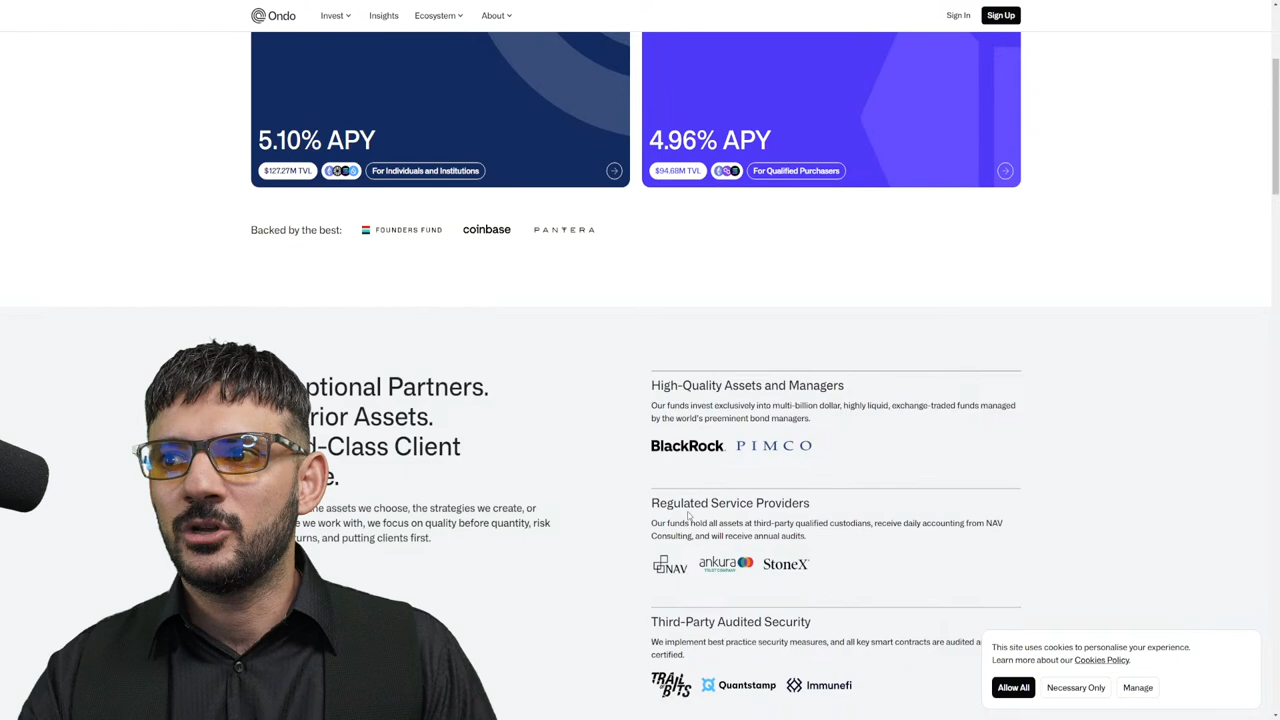 Ondo
Invest
Insights
Ecosystem
About
Sign In
Sign Up
5.10% APY
$127.27M TVL
For Individuals and Institutions
4.96% APY
$94.68M TVL
For Qualified Purchasers
Backed by the best:
FOUNDERS FUND
coinbase
PANTERA
ptional Partners.
rior Assets.
d-Class Client
e.
he assets we choose, the strategies we create, or
e we work with, we focus on quality before quantity, risk
urns, and putting clients first.
High-Quality Assets and Managers
Our funds invest exclusively into multi-billion dollar, highly liquid, exchange-traded funds managed
by the world's preeminent bond managers.
BlackRock.
PIMCO
Regulated Service Providers
Our funds hold all assets at third-party qualified custodians, receive daily accounting from NAV
Consulting, and will receive annual audits.
NAV
ankura
TRUST COMPANY
StoneX
Third-Party Audited Security
We implement best practice security measures, and all key smart contracts are audited a
certified.
TRAIL OF BITS
Quantstamp
Immunefi
This site uses cookies to personalise your experience.
Learn more about our Cookies Policy.
Allow All
Necessary Only
Manage